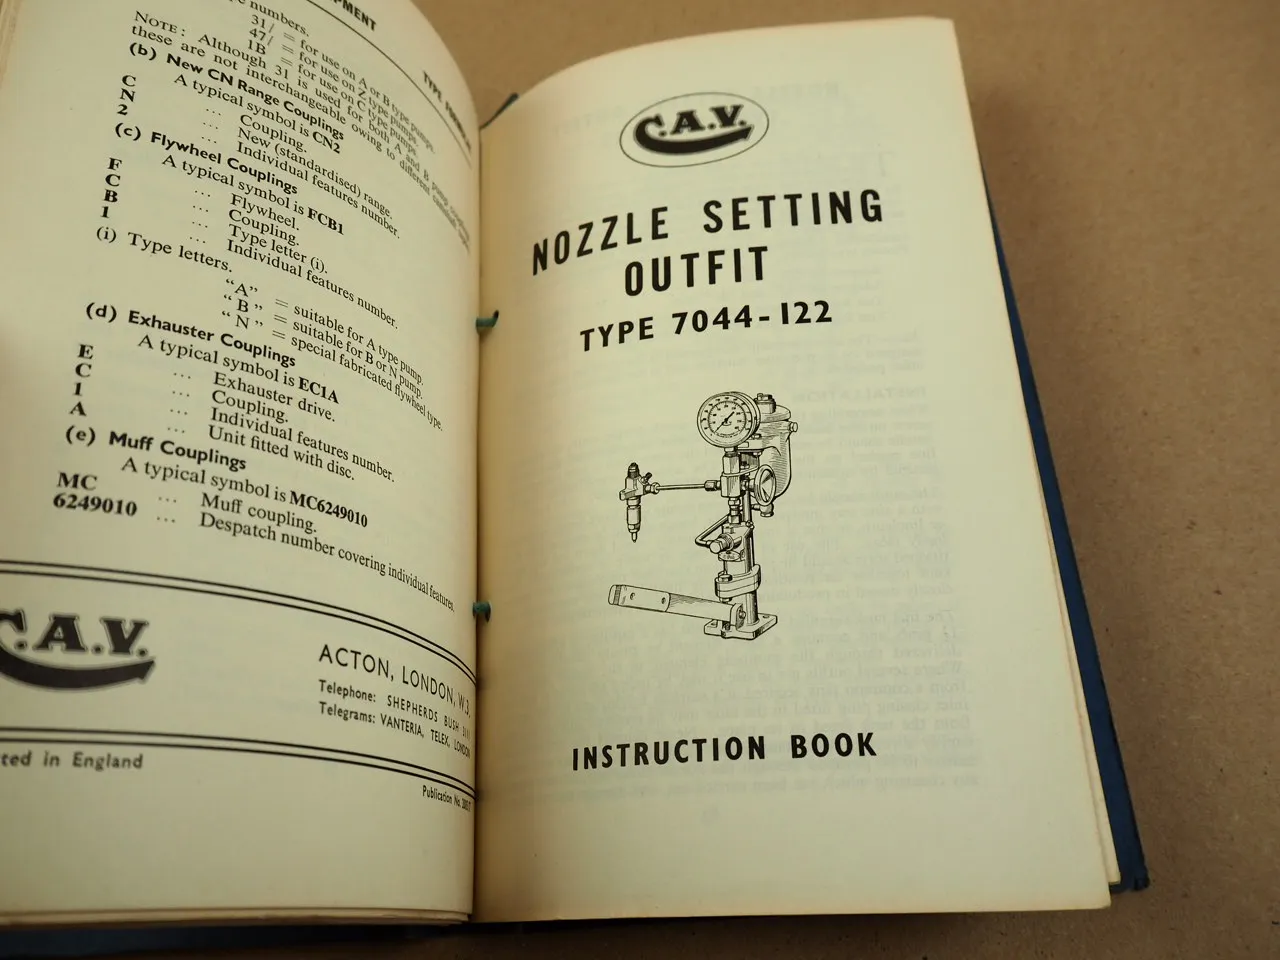 PMENT
TYPE
numbers.
31/ = for use on A or B type pumps.
47/ = for use on Z type pumps.
1B = for use on C type pumps.
NOTE: Although 31 is used for both A and B pump
these are not interchangeable owing to different
(b) New CN Range Couplings
A typical symbol is CN2
C ... Coupling.
N ... New (standardised) range.
2 ... Individual features number.
(c) Flywheel Couplings
A typical symbol is FCB1
F ... Flywheel.
C ... Coupling.
B ... Type letter (i).
1 ... Individual features number.
(i) Type letters.
"A" = suitable for A type pump.
"B" = suitable for B or N pump.
"N" = special fabricated flywheel type.
(d) Exhauster Couplings
A typical symbol is EC1A
E ... Exhauster drive.
C ... Coupling.
1 ... Individual features number.
A ... Unit fitted with disc.
(e) Muff Couplings
A typical symbol is MC6249010
MC ... Muff coupling.
6249010 ... Despatch number covering individual features.
C.A.V.
ACTON, LONDON, W.3.
Telephone: SHEPHERDS BUSH
Telegrams: VANTERIA, TELEX, LONDON
ted in England
Publication No.
C.A.V.
NOZZLE SETTING
OUTFIT
TYPE 7044-122
INSTRUCTION BOOK